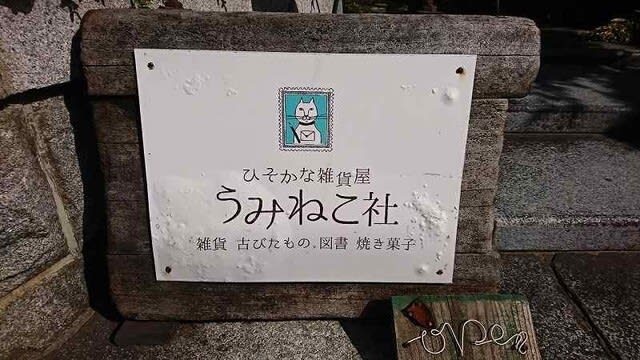 ひそかな雑貨屋
うみねこ社
雑貨 古びたもの.図書 焼き菓子
open